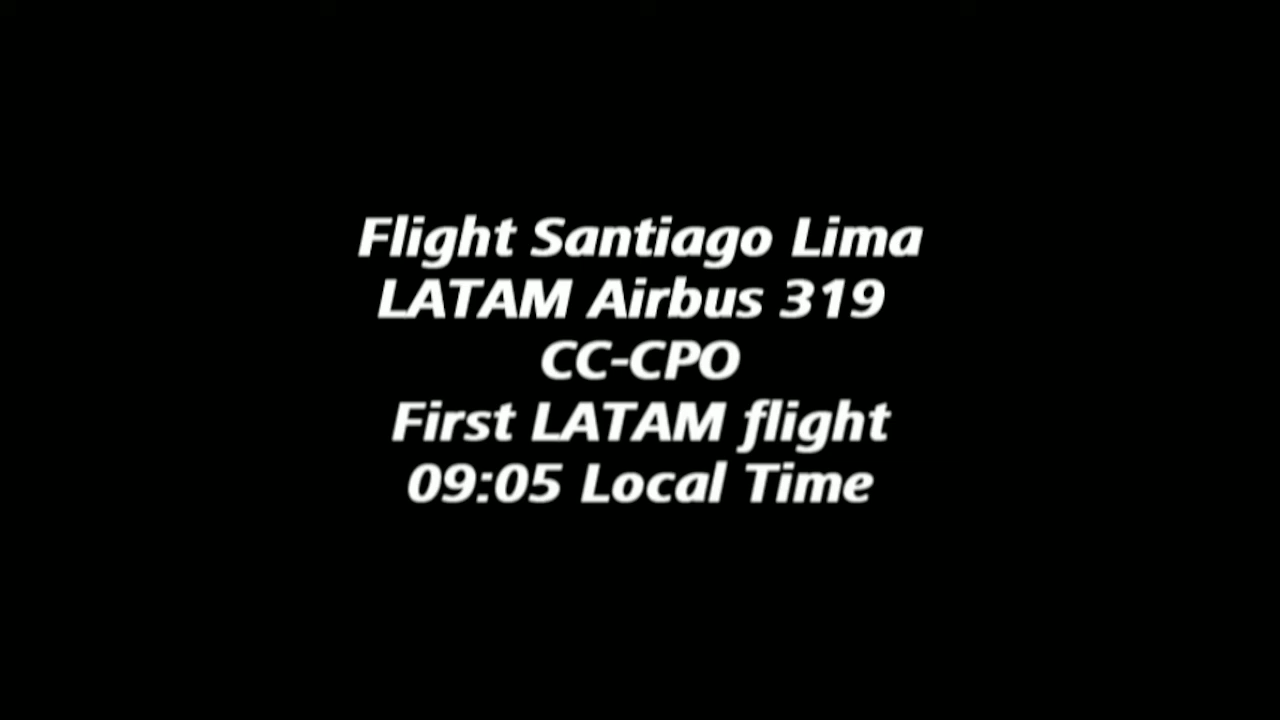 Flight Santiago Lima
LATAM Airbus 319
CC-CPO
First LATAM flight
09:05 Local Time